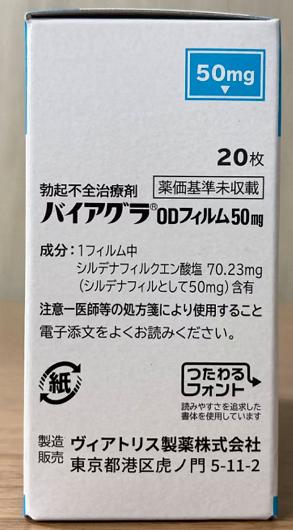 50mg
20枚
勃起不全治療剤
薬価基準未収載
バイアグラ®ODフィルム50mg
成分：1フィルム中
シルデナフィルクエン酸塩 70.23mg
（シルデナフィルとして50mg）含有
注意－医師等の処方箋により使用すること
電子添文をよくお読みください。
紙
つたわる
フォント
読みやすさを追求した
書体を使用しています
製造
販売
ヴィアトリス製薬株式会社
東京都港区虎ノ門5-11-2